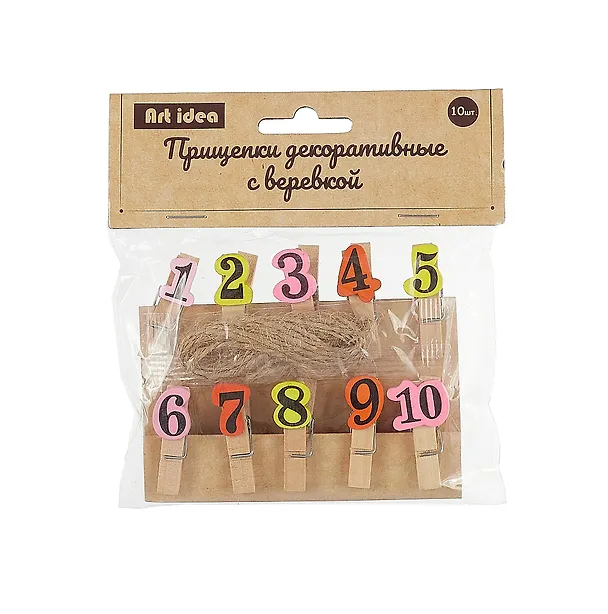 Art idea
10шт.
Прищепки декоративные
с веревкой
1 2 3 4 5
6 7 8 9 10